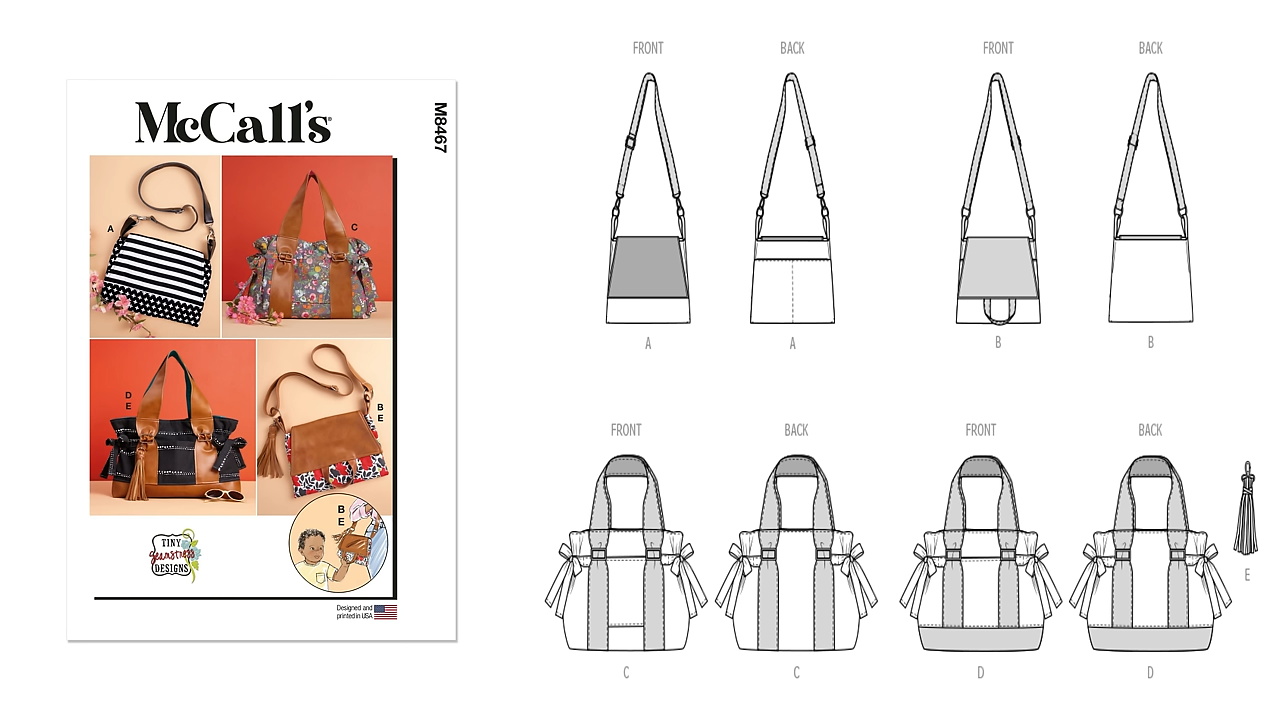 McCall's
M8467
A
C
D
E
B
E
B
E
TINY
Seamstress
DESIGNS
Designed and
printed in USA
FRONT
BACK
FRONT
BACK
A
A
B
B
FRONT
BACK
FRONT
BACK
C
C
D
D
E